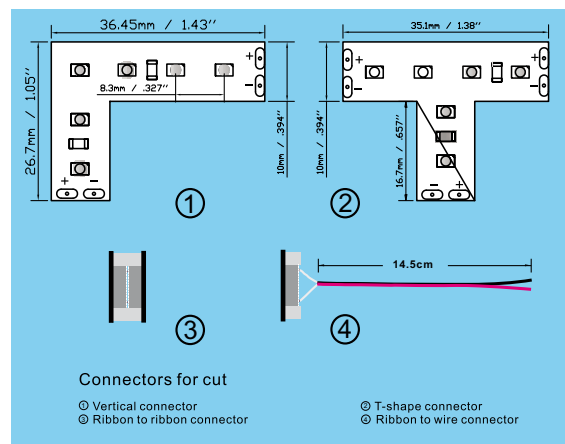 36.45mm / 1.43"
35.1mm / 1.38"
26.7mm / 1.05"
8.3mm / .327"
+
−
10mm / .394"
10mm / .394"
+
−
+
−
16.7m / .657"
+ −
− +
①
②
14.5cm
③
④
Connectors for cut
① Vertical connector
② T-shape connector
③ Ribbon to ribbon connector
④ Ribbon to wire connector